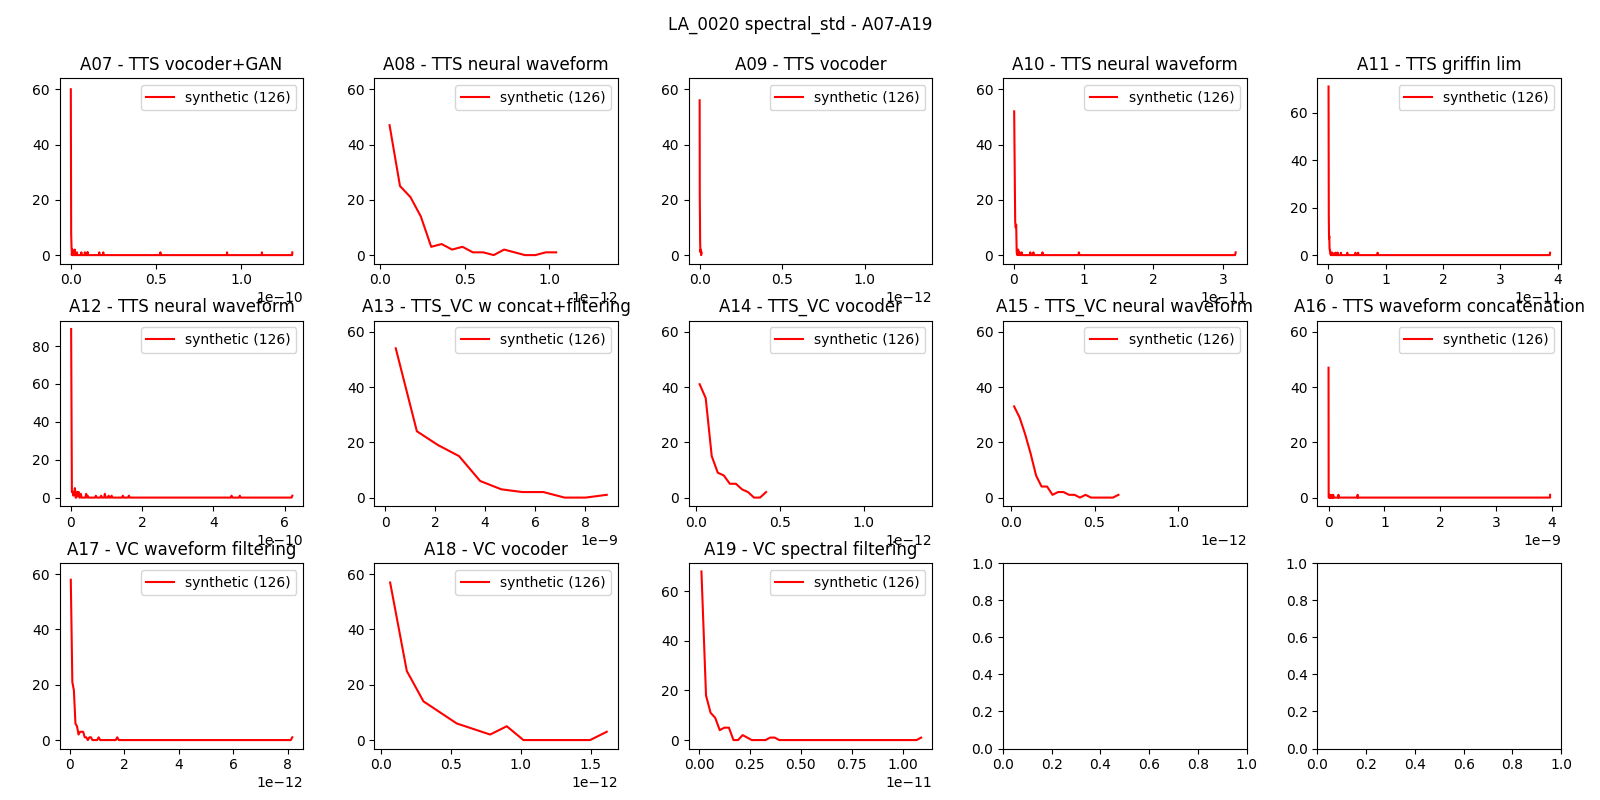 LA_0020 spectral_std - A07-A19
A07 - TTS vocoder+GAN
synthetic (126)
60
40
20
0
0.0 0.5 1.0
1e−10
A08 - TTS neural waveform
synthetic (126)
60
40
20
0
0.0 0.5 1.0
1e−12
A09 - TTS vocoder
synthetic (126)
60
40
20
0
0.0 0.5 1.0
1e−12
A10 - TTS neural waveform
synthetic (126)
60
40
20
0
0 1 2 3
1e−11
A11 - TTS griffin lim
synthetic (126)
60
40
20
0
0 1 2 3 4
1e−11
A12 - TTS neural waveform
synthetic (126)
80
60
40
20
0
0 2 4 6
1e−10
A13 - TTS_VC w concat+filtering
synthetic (126)
60
40
20
0
0 2 4 6 8
1e−9
A14 - TTS_VC vocoder
synthetic (126)
60
40
20
0
0.0 0.5 1.0
1e−12
A15 - TTS_VC neural waveform
synthetic (126)
60
40
20
0
0.0 0.5 1.0
1e−12
A16 - TTS waveform concatenation
synthetic (126)
60
40
20
0
0 1 2 3 4
1e−9
A17 - VC waveform filtering
synthetic (126)
60
40
20
0
0 2 4 6 8
1e−12
A18 - VC vocoder
synthetic (126)
60
40
20
0
0.0 0.5 1.0 1.5
1e−12
A19 - VC spectral filtering
synthetic (126)
60
40
20
0
0.00 0.25 0.50 0.75 1.00
1e−11
1.0
0.8
0.6
0.4
0.2
0.0
0.0 0.2 0.4 0.6 0.8 1.0
1.0
0.8
0.6
0.4
0.2
0.0
0.0 0.2 0.4 0.6 0.8 1.0